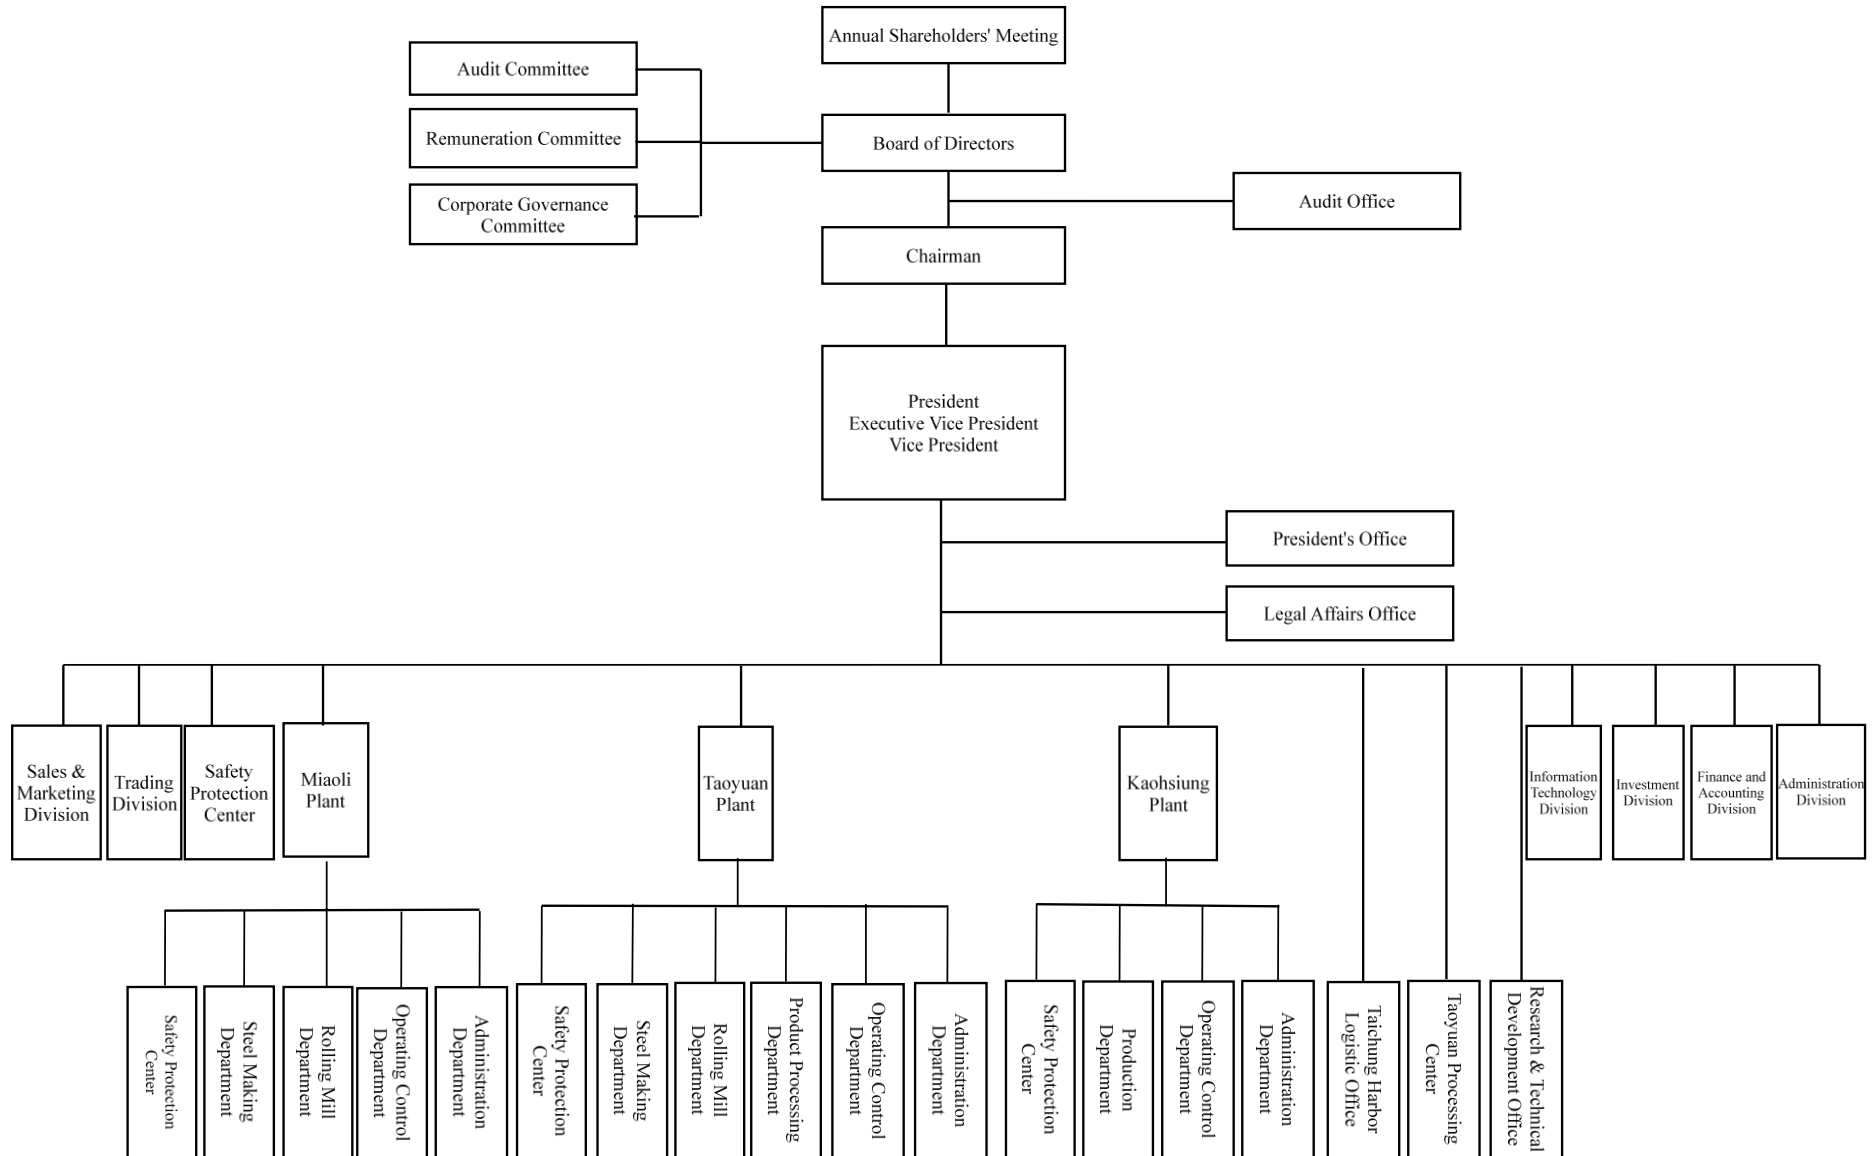 Annual Shareholders' Meeting
Audit Committee
Remuneration Committee
Board of Directors
Corporate Governance
Committee
Audit Office
Chairman
President
Executive Vice President
Vice President
President's Office
Legal Affairs Office
Sales &
Marketing
Division
Trading
Division
Safety
Protection
Center
Miaoli
Plant
Taoyuan
Plant
Kaohsiung
Plant
Information
Technology
Division
Investment
Division
Finance and
Accounting
Division
Administration
Division
Safety Protection
Center
Steel Making
Department
Rolling Mill
Department
Operating Control
Department
Administration
Department
Safety Protection
Center
Steel Making
Department
Rolling Mill
Department
Product Processing
Department
Operating Control
Department
Administration
Department
Safety Protection
Center
Production
Department
Operating Control
Department
Administration
Department
Taichung Harbor
Logistic Office
Taoyuan Processing
Center
Research & Technical
Development Office